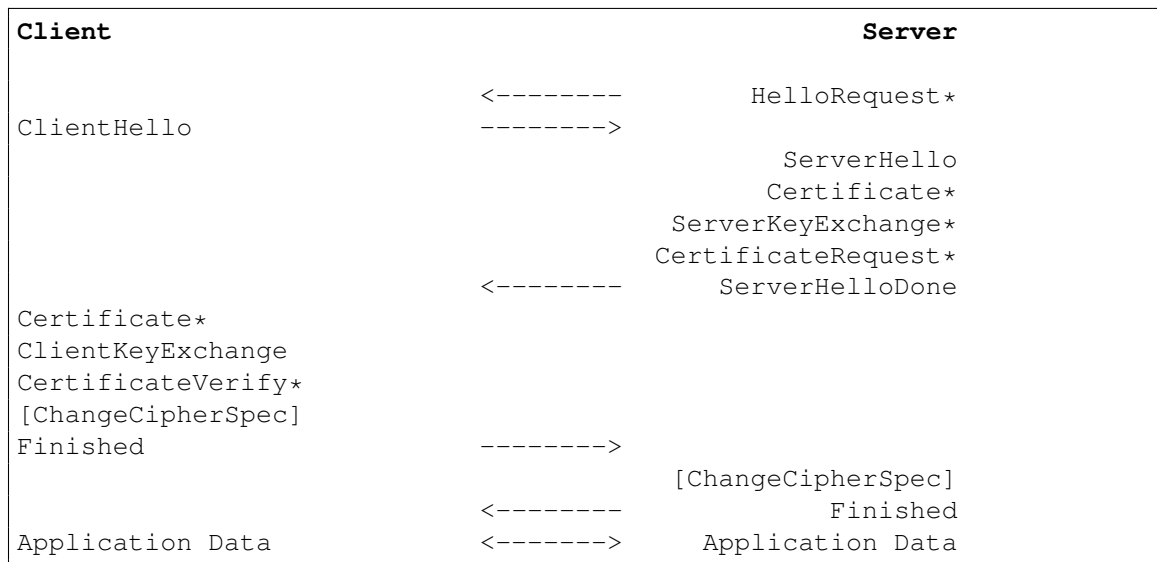 Client Server
<-------- HelloRequest*
ClientHello -------->
ServerHello
Certificate*
ServerKeyExchange*
CertificateRequest*
<-------- ServerHelloDone
Certificate*
ClientKeyExchange
CertificateVerify*
[ChangeCipherSpec]
Finished -------->
[ChangeCipherSpec]
<-------- Finished
Application Data <-------> Application Data